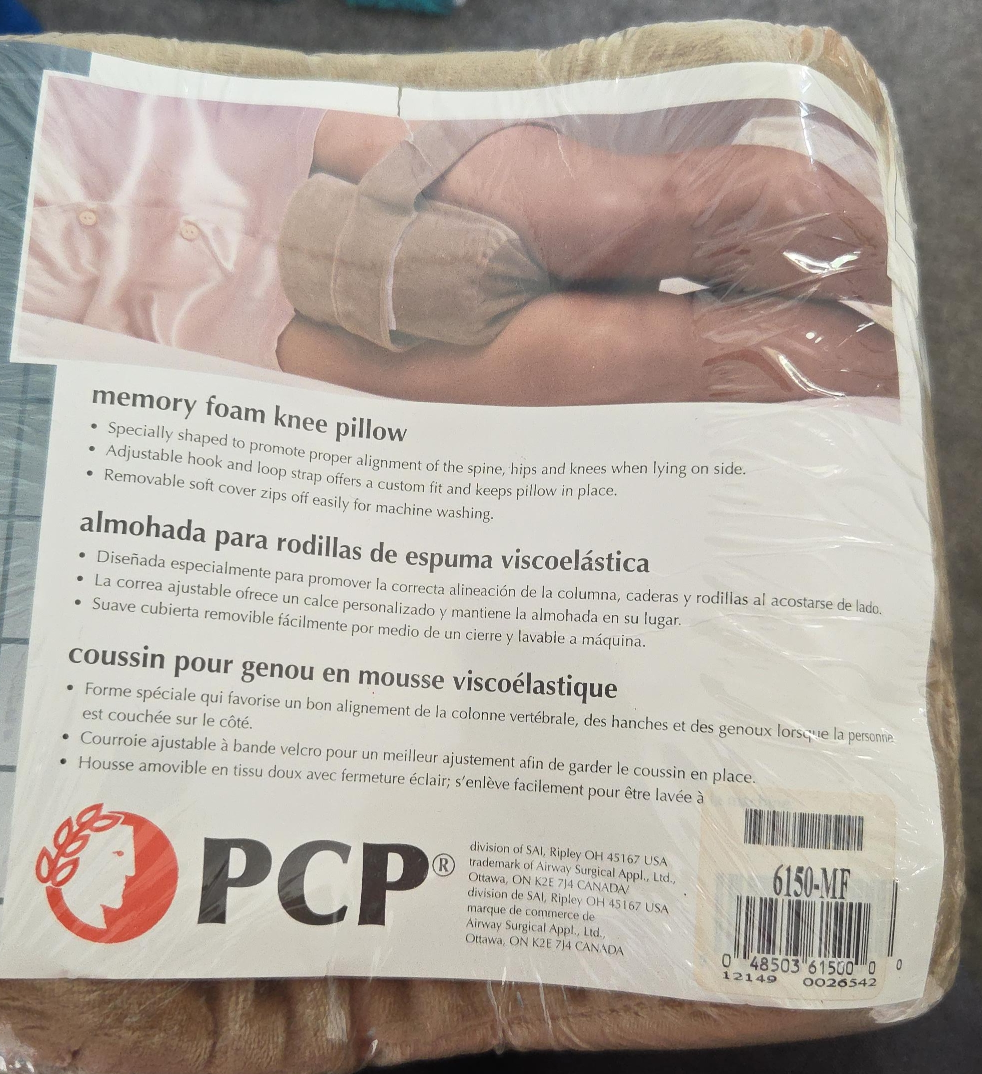 memory foam knee pillow
• Specially shaped to promote proper alignment of the spine, hips and knees when lying on side.
• Adjustable hook and loop strap offers a custom fit and keeps pillow in place.
• Removable soft cover zips off easily for machine washing.
almohada para rodillas de espuma viscoelástica
• Diseñada especialmente para promover la correcta alineación de la columna, caderas y rodillas al acostarse de lado.
• La correa ajustable ofrece un calce personalizado y mantiene la almohada en su lugar.
• Suave cubierta removible fácilmente por medio de un cierre y lavable a máquina.
coussin pour genou en mousse viscoélastique
• Forme spéciale qui favorise un bon alignement de la colonne vertébrale, des hanches et des genoux lorsque la personne
est couchée sur le côté.
• Courroie ajustable à bande velcro pour un meilleur ajustement afin de garder le coussin en place.
• Housse amovible en tissu doux avec fermeture éclair; s'enlève facilement pour être lavée à
PCP®
division of SAI, Ripley OH 45167 USA
trademark of Airway Surgical Appl., Ltd.,
Ottawa, ON K2E 7J4 CANADA/
division de SAI, Ripley OH 45167 USA
marque de commerce de
Airway Surgical Appl., Ltd.,
Ottawa, ON K2E 7J4 CANADA
6150-MF
0 48503 61500 0 0
12149 0026542